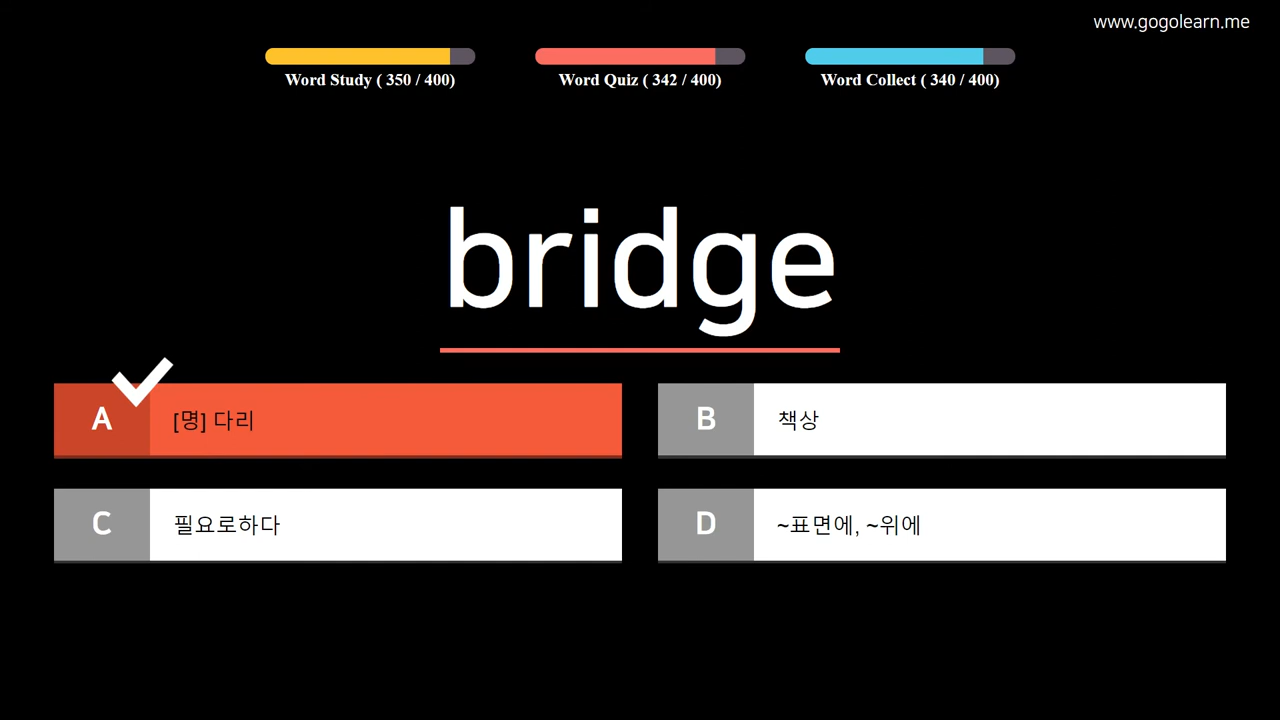 www.gogolearn.me
Word Study ( 350 / 400)
Word Quiz ( 342 / 400)
Word Collect ( 340 / 400)
bridge
A [명] 다리
B 책상
C 필요로하다
D ~표면에, ~위에